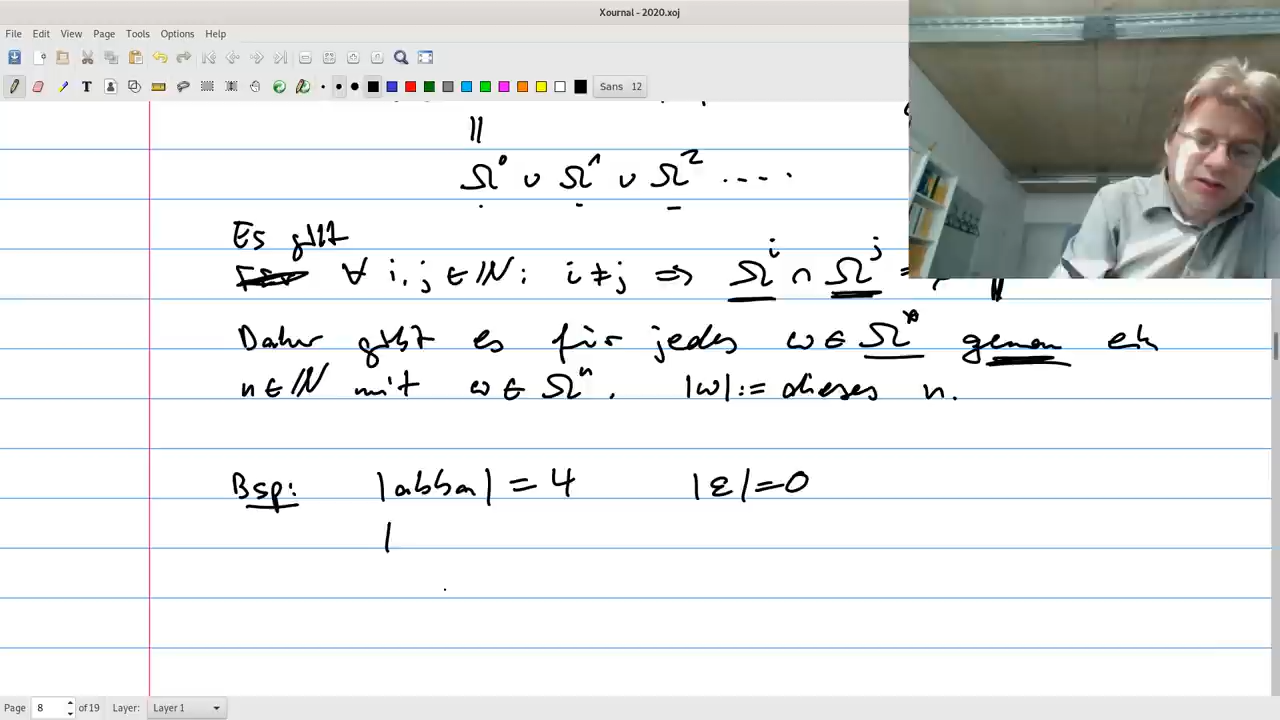 Xournal - 2020.xoj
File Edit View Page Tools Options Help
T Sans 12
||
Ω⁰ ∪ Ω¹ ∪ Ω² ....
Es gilt
∀ i,j ∈ ℕ: i ≠ j ⇒ Ωⁱ ∩ Ωʲ =
Daher gibt es für jedes w ∈ Ω* genau ein
n ∈ ℕ mit w ∈ Ωⁿ. |w| := dieses n.
Bsp: |abba| = 4 |ε| = 0
|
Page 8 of 19 Layer: Layer 1